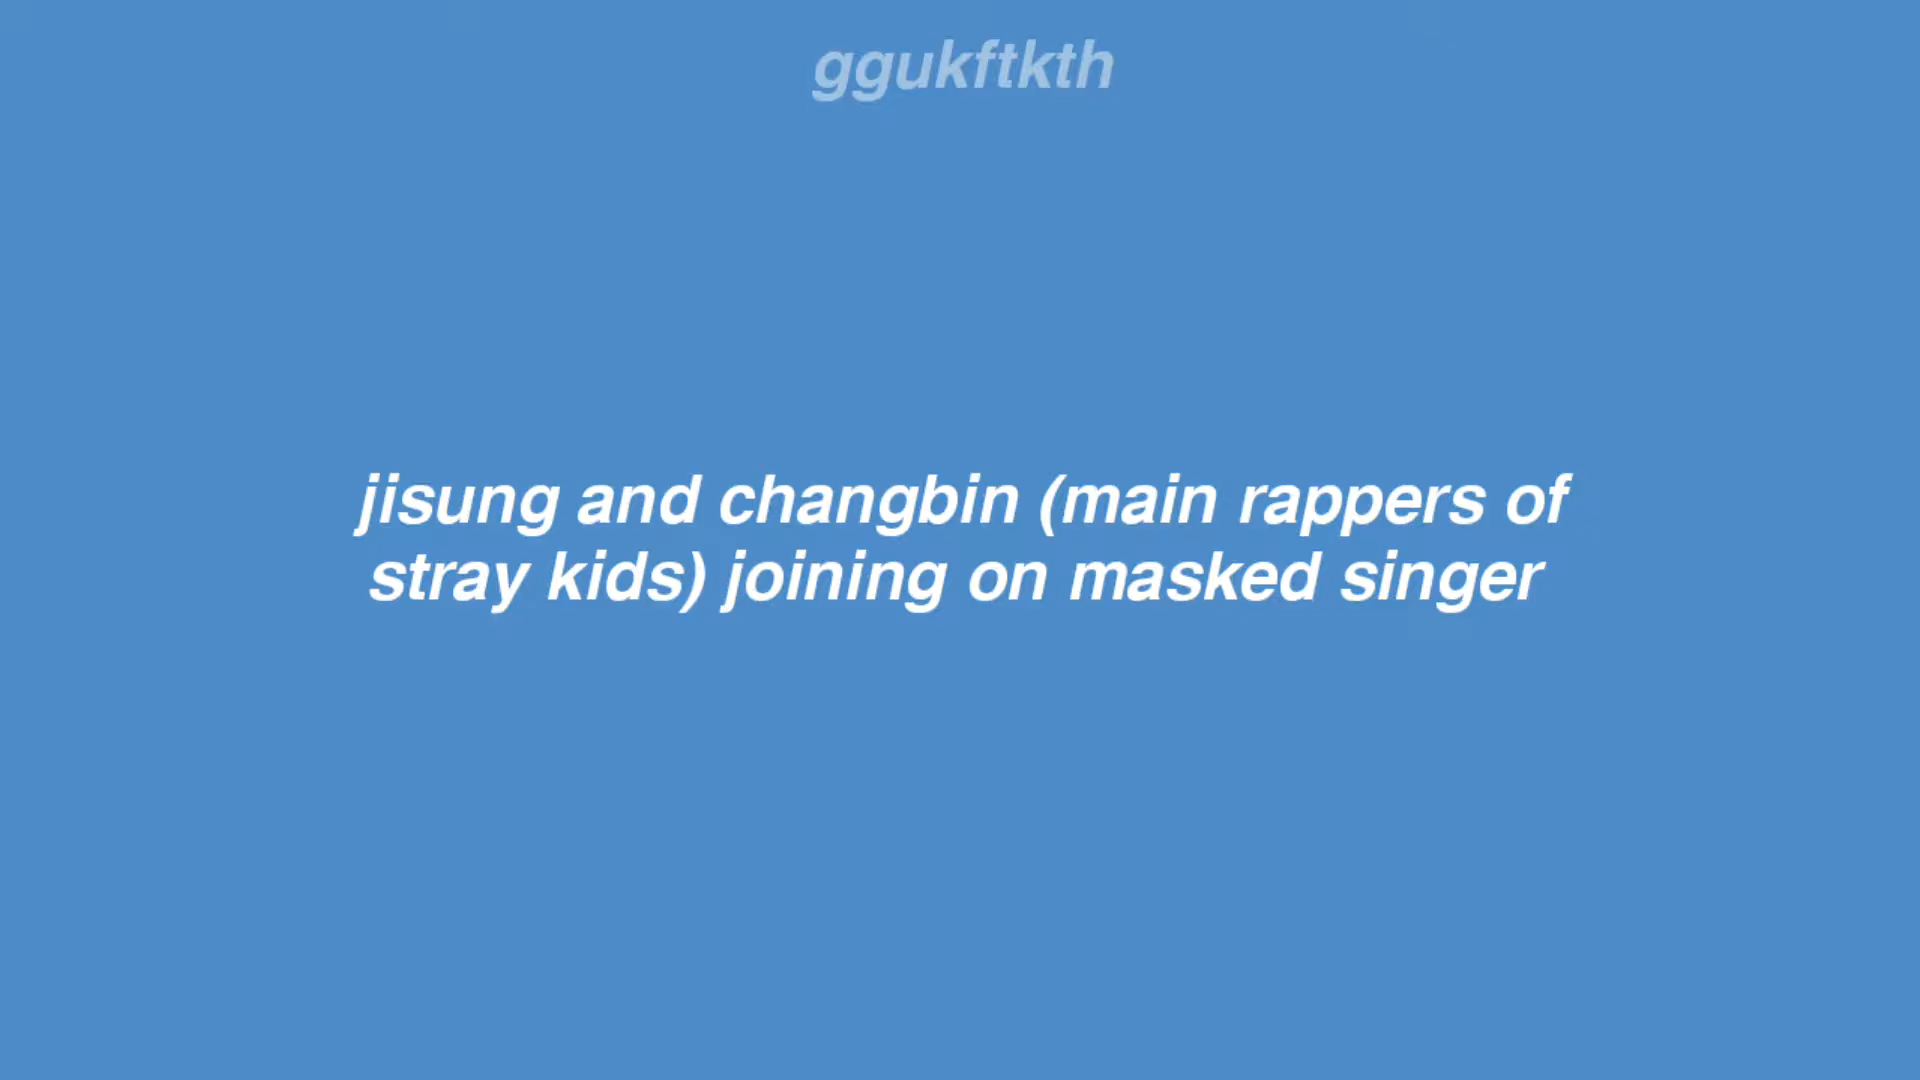 ggukftkth
jisung and changbin (main rappers of
stray kids) joining on masked singer